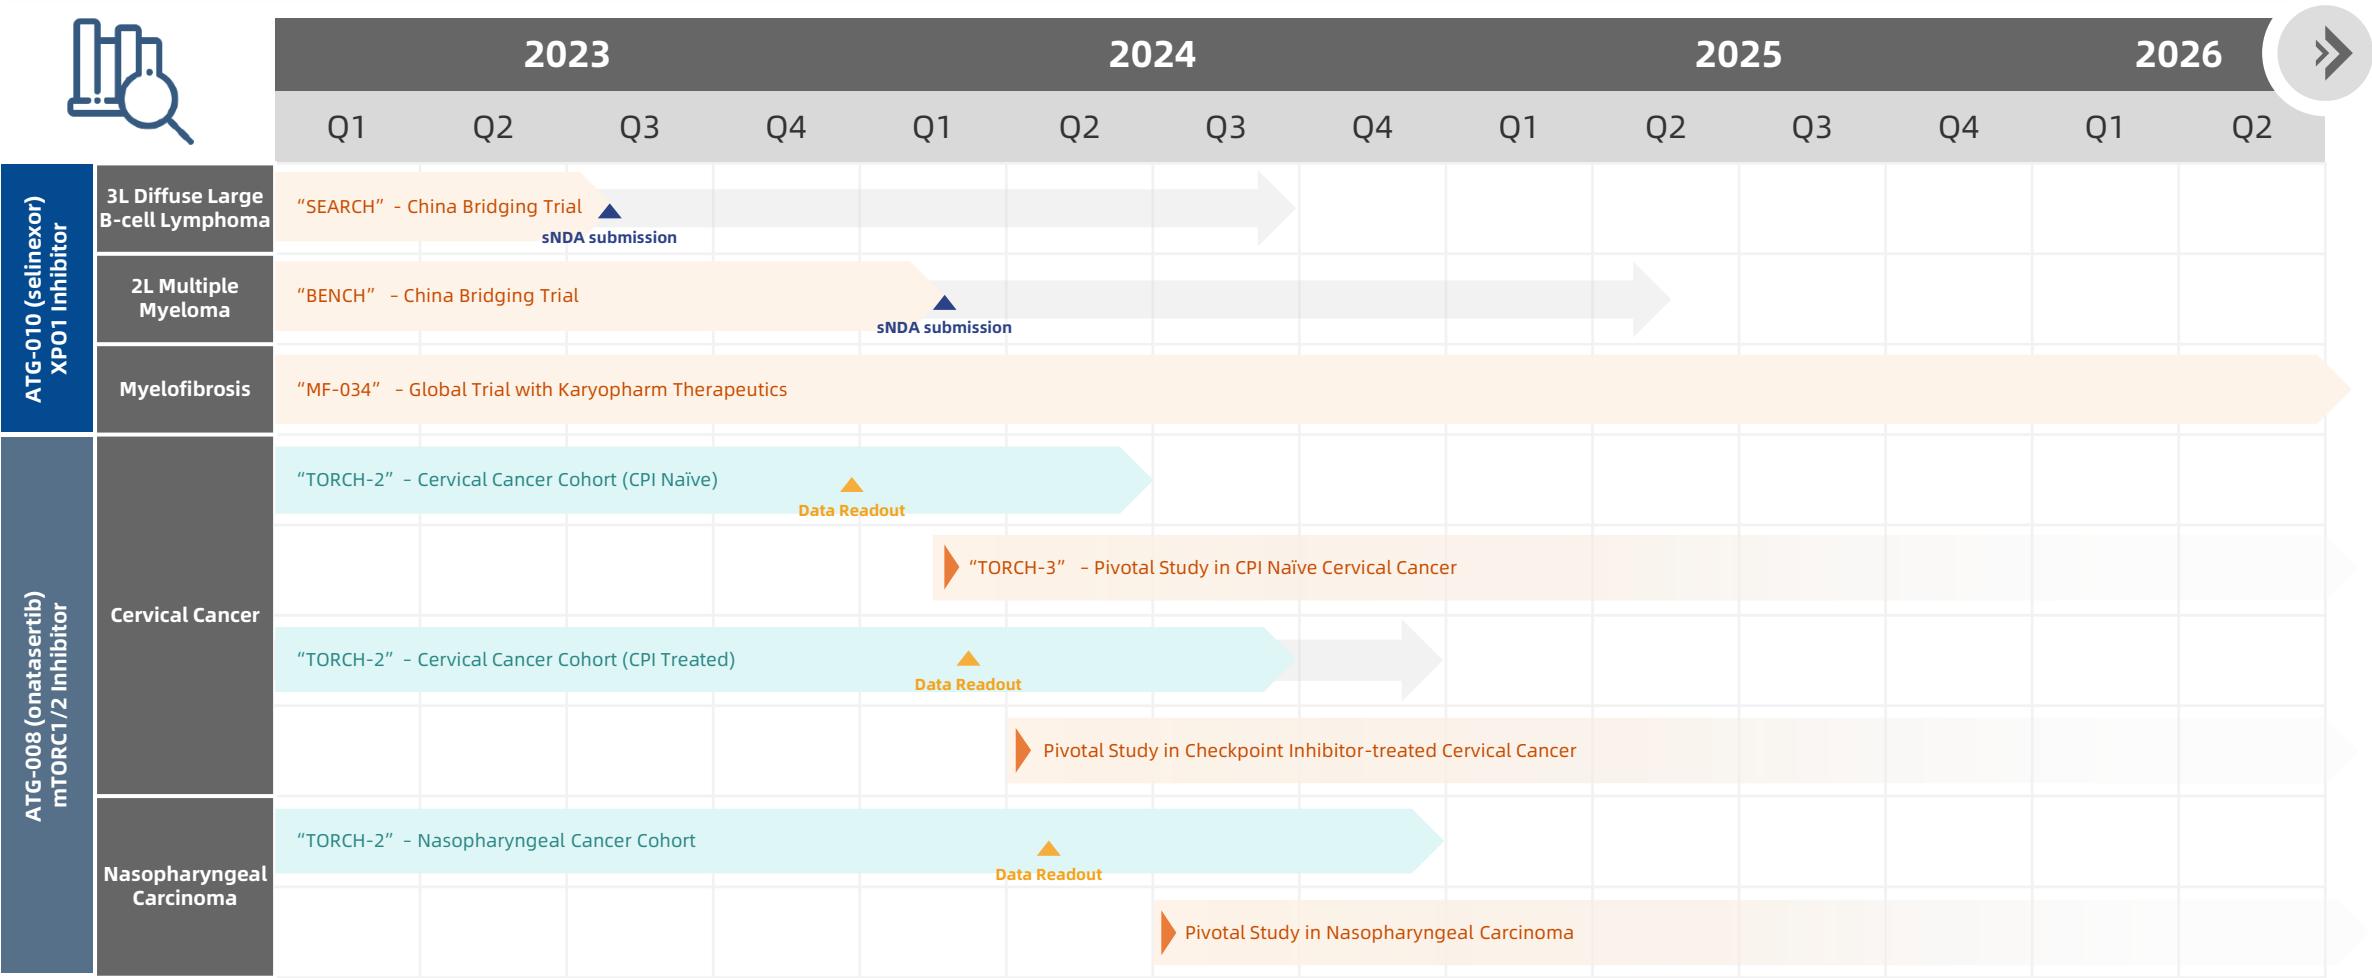 2023 2024 2025 2026
Q1 Q2 Q3 Q4 Q1 Q2 Q3 Q4 Q1 Q2 Q3 Q4 Q1 Q2
ATG-010 (selinexor)
XPO1 Inhibitor
3L Diffuse Large
B-cell Lymphoma
“SEARCH” – China Bridging Trial
sNDA submission
2L Multiple
Myeloma
“BENCH” – China Bridging Trial
sNDA submission
Myelofibrosis
“MF-034” – Global Trial with Karyopharm Therapeutics
ATG-008 (onatasertib)
mTORC1/2 Inhibitor
Cervical Cancer
“TORCH-2” – Cervical Cancer Cohort (CPI Naïve)
Data Readout
“TORCH-3” – Pivotal Study in CPI Naïve Cervical Cancer
“TORCH-2” – Cervical Cancer Cohort (CPI Treated)
Data Readout
Pivotal Study in Checkpoint Inhibitor-treated Cervical Cancer
Nasopharyngeal
Carcinoma
“TORCH-2” – Nasopharyngeal Cancer Cohort
Data Readout
Pivotal Study in Nasopharyngeal Carcinoma